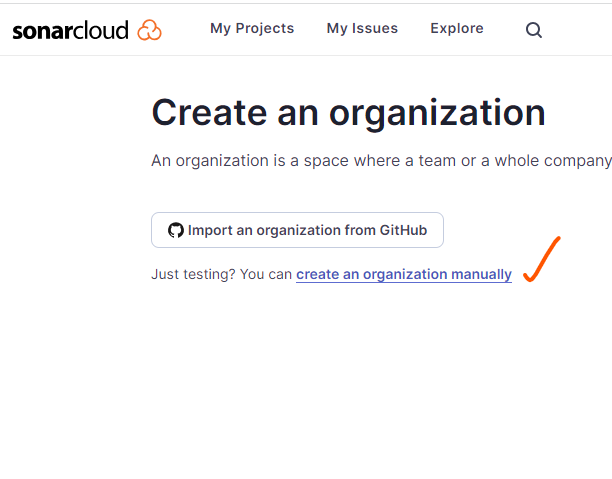 sonarcloud My Projects My Issues Explore
Create an organization
An organization is a space where a team or a whole company
Import an organization from GitHub
Just testing? You can create an organization manually